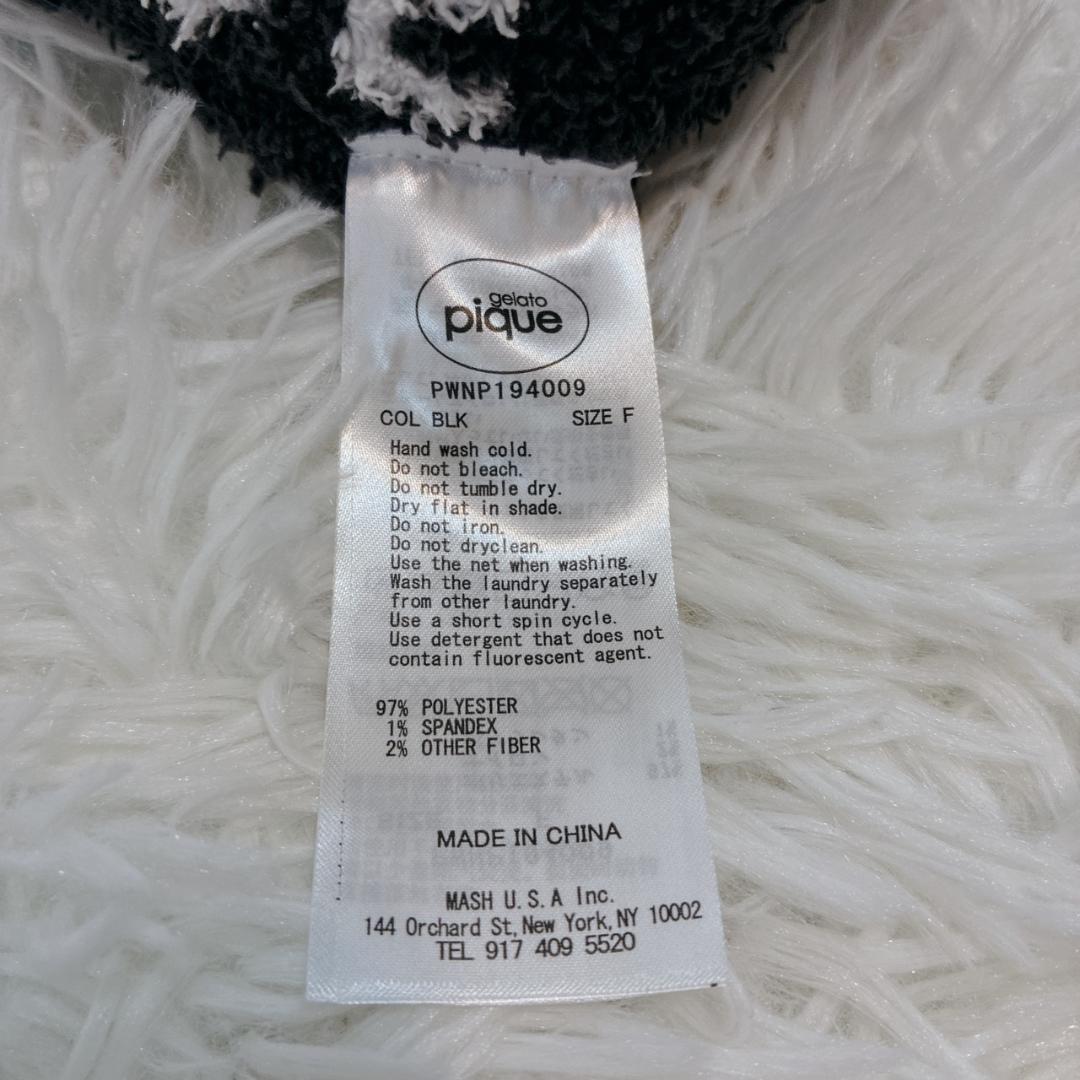 gelato
pique
PWNP194009
COL BLK SIZE F
Hand wash cold.
Do not bleach.
Do not tumble dry.
Dry flat in shade.
Do not iron.
Do not dryclean.
Use the net when washing.
Wash the laundry separately
from other laundry.
Use a short spin cycle.
Use detergent that does not
contain fluorescent agent.
97% POLYESTER
1% SPANDEX
2% OTHER FIBER
MADE IN CHINA
MASH U.S.A Inc.
144 Orchard St, New York, NY 10002
TEL 917 409 5520